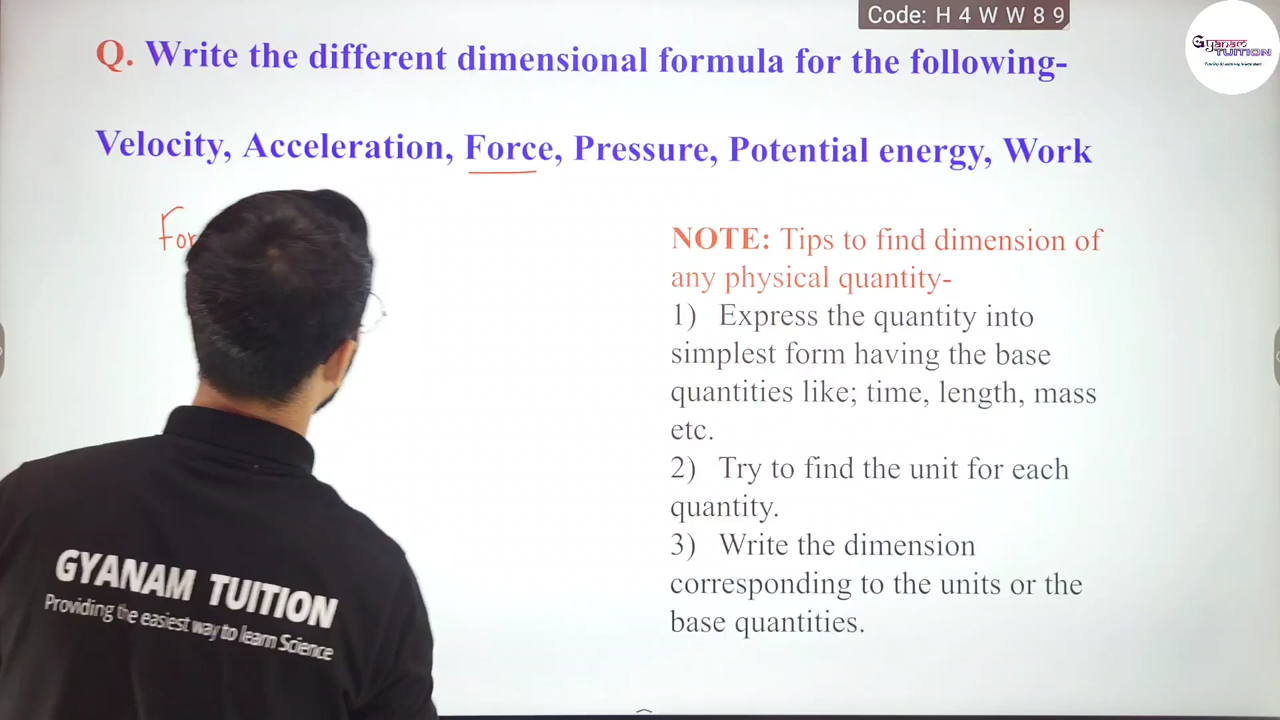 Code: H 4 W W 8 9
Gyanam
TUITION
Q. Write the different dimensional formula for the following-
Velocity, Acceleration, Force, Pressure, Potential energy, Work
For
NOTE: Tips to find dimension of
any physical quantity-
1) Express the quantity into
simplest form having the base
quantities like; time, length, mass
etc.
2) Try to find the unit for each
quantity.
3) Write the dimension
corresponding to the units or the
base quantities.
GYANAM TUITION
Providing the easiest way to learn Science